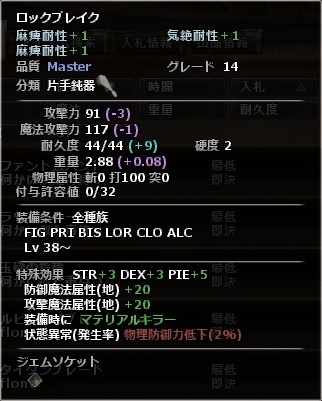 ロックブレイク
麻痺耐性＋1 気絶耐性＋1
麻痺耐性＋1
品質 Master グレード 14
分類 片手鈍器
攻撃力 91 (-3)
魔法攻撃力 117 (-1)
耐久度 44/44 (+9) 硬度 2
重量 2.88 (+0.08)
物理属性 斬0 打100 突0
付与許容値 0/32
装備条件 全種族
FIG PRI BIS LOR CLO ALC
Lv 38～
特殊効果 STR+3 DEX+3 PIE+5
防御魔法属性(地) +20
攻撃魔法属性(地) +20
装備時に マテリアルキラー
状態異常(発生率) 物理防御力低下(2%)
ジェムソケット